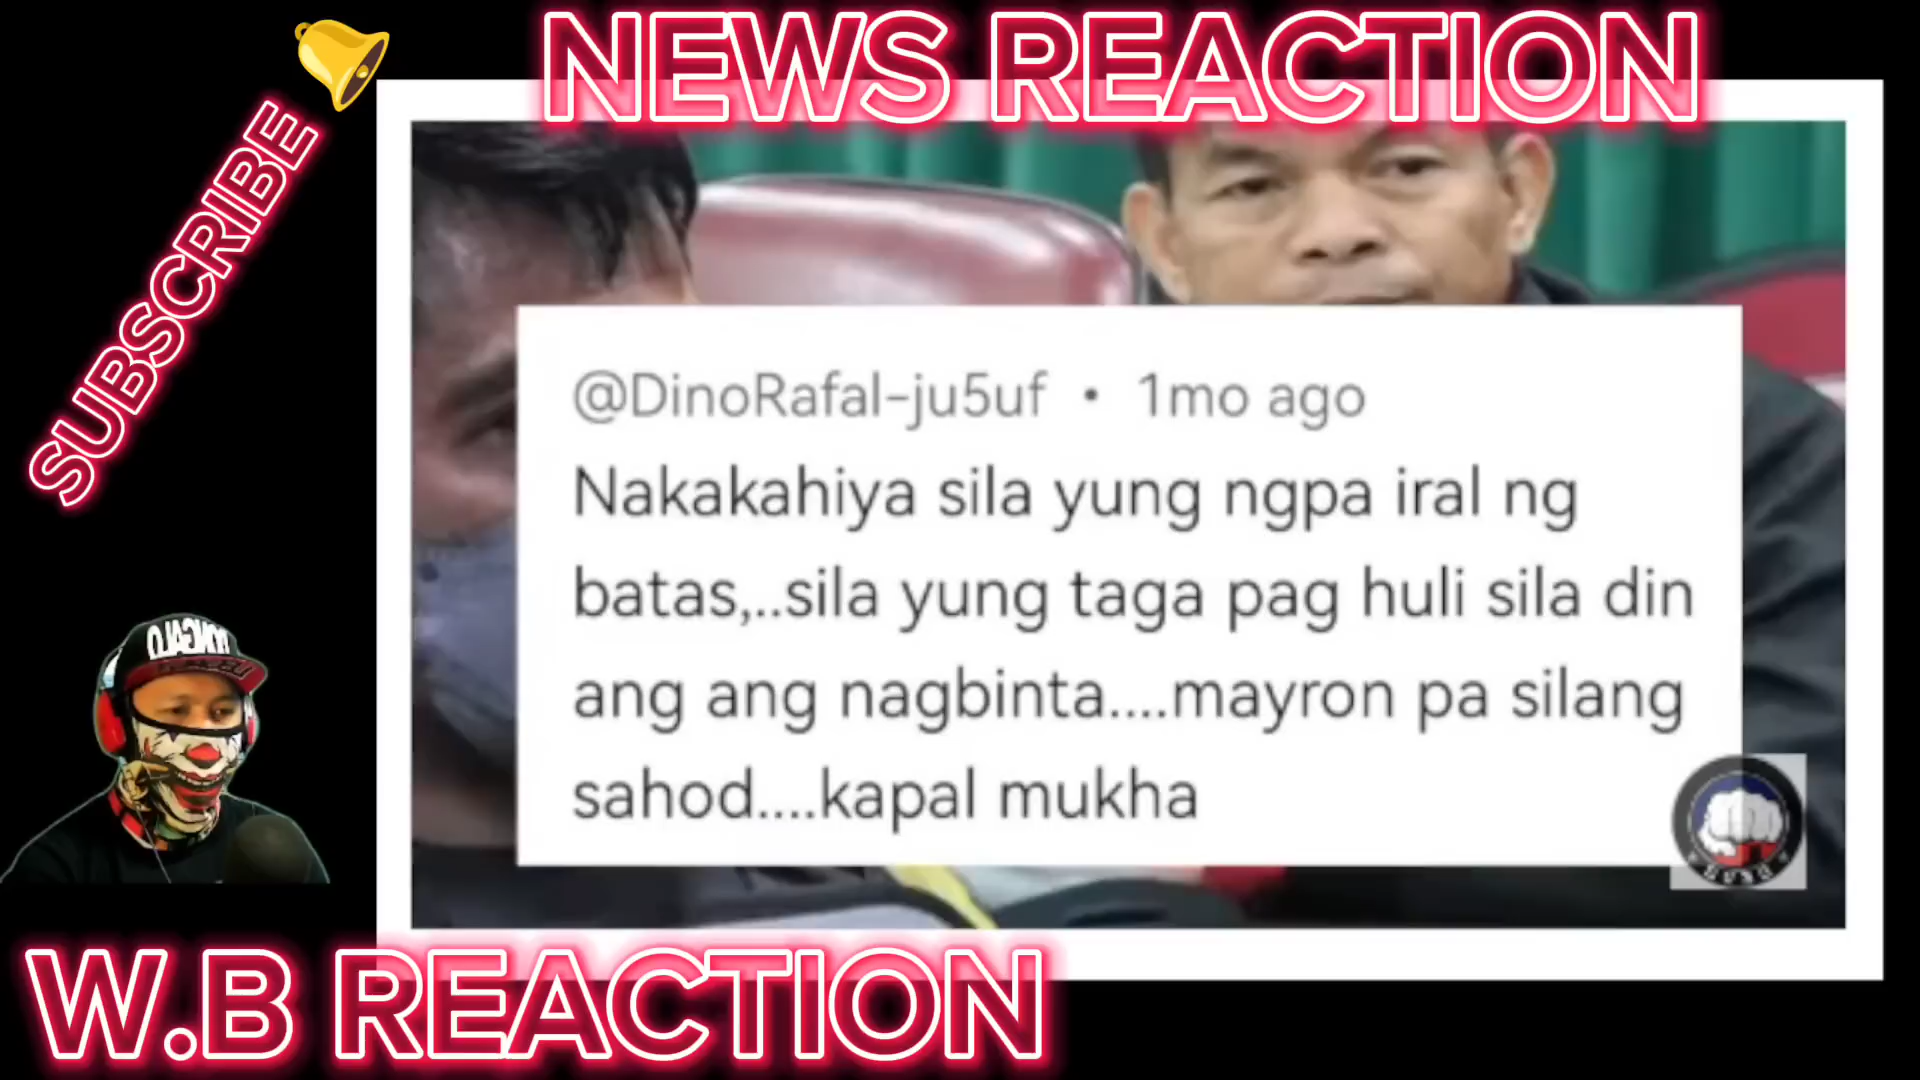 NEWS REACTION
SUBSCRIBE
@DinoRafal-ju5uf • 1mo ago
Nakakahiya sila yung ngpa iral ng
batas,..sila yung taga pag huli sila din
ang ang nagbinta....mayron pa silang
sahod....kapal mukha
W.B REACTION